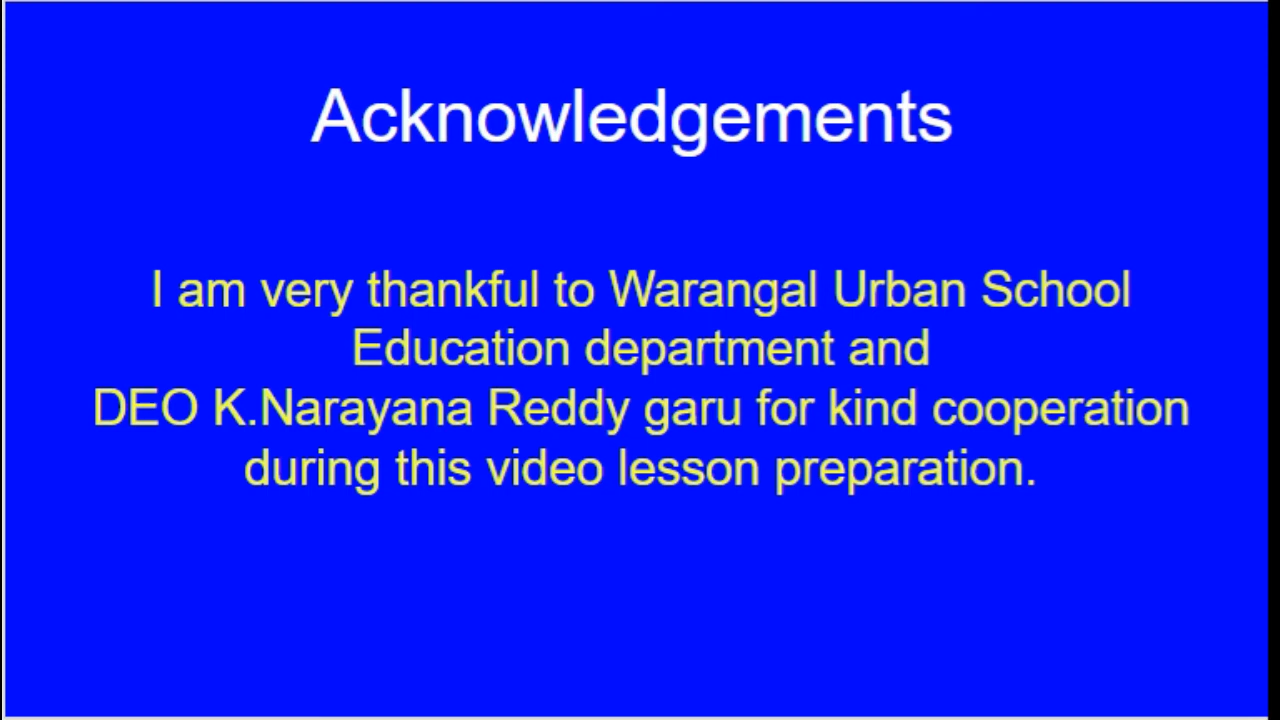 Acknowledgements
I am very thankful to Warangal Urban School
Education department and
DEO K.Narayana Reddy garu for kind cooperation
during this video lesson preparation.